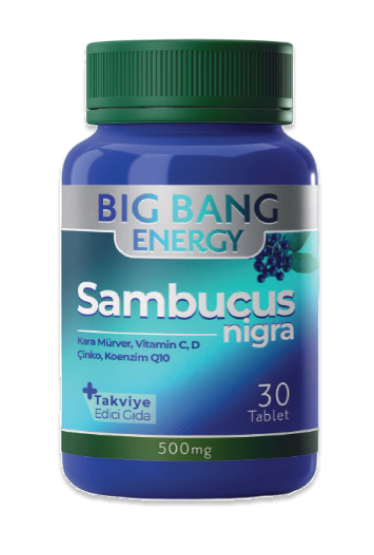 BIG BANG
ENERGY
Sambucus
nigra
Kara Mürver, Vitamin C, D
Çinko, Koenzim Q10
+Takviye
Edici Gıda
30
Tablet
500mg